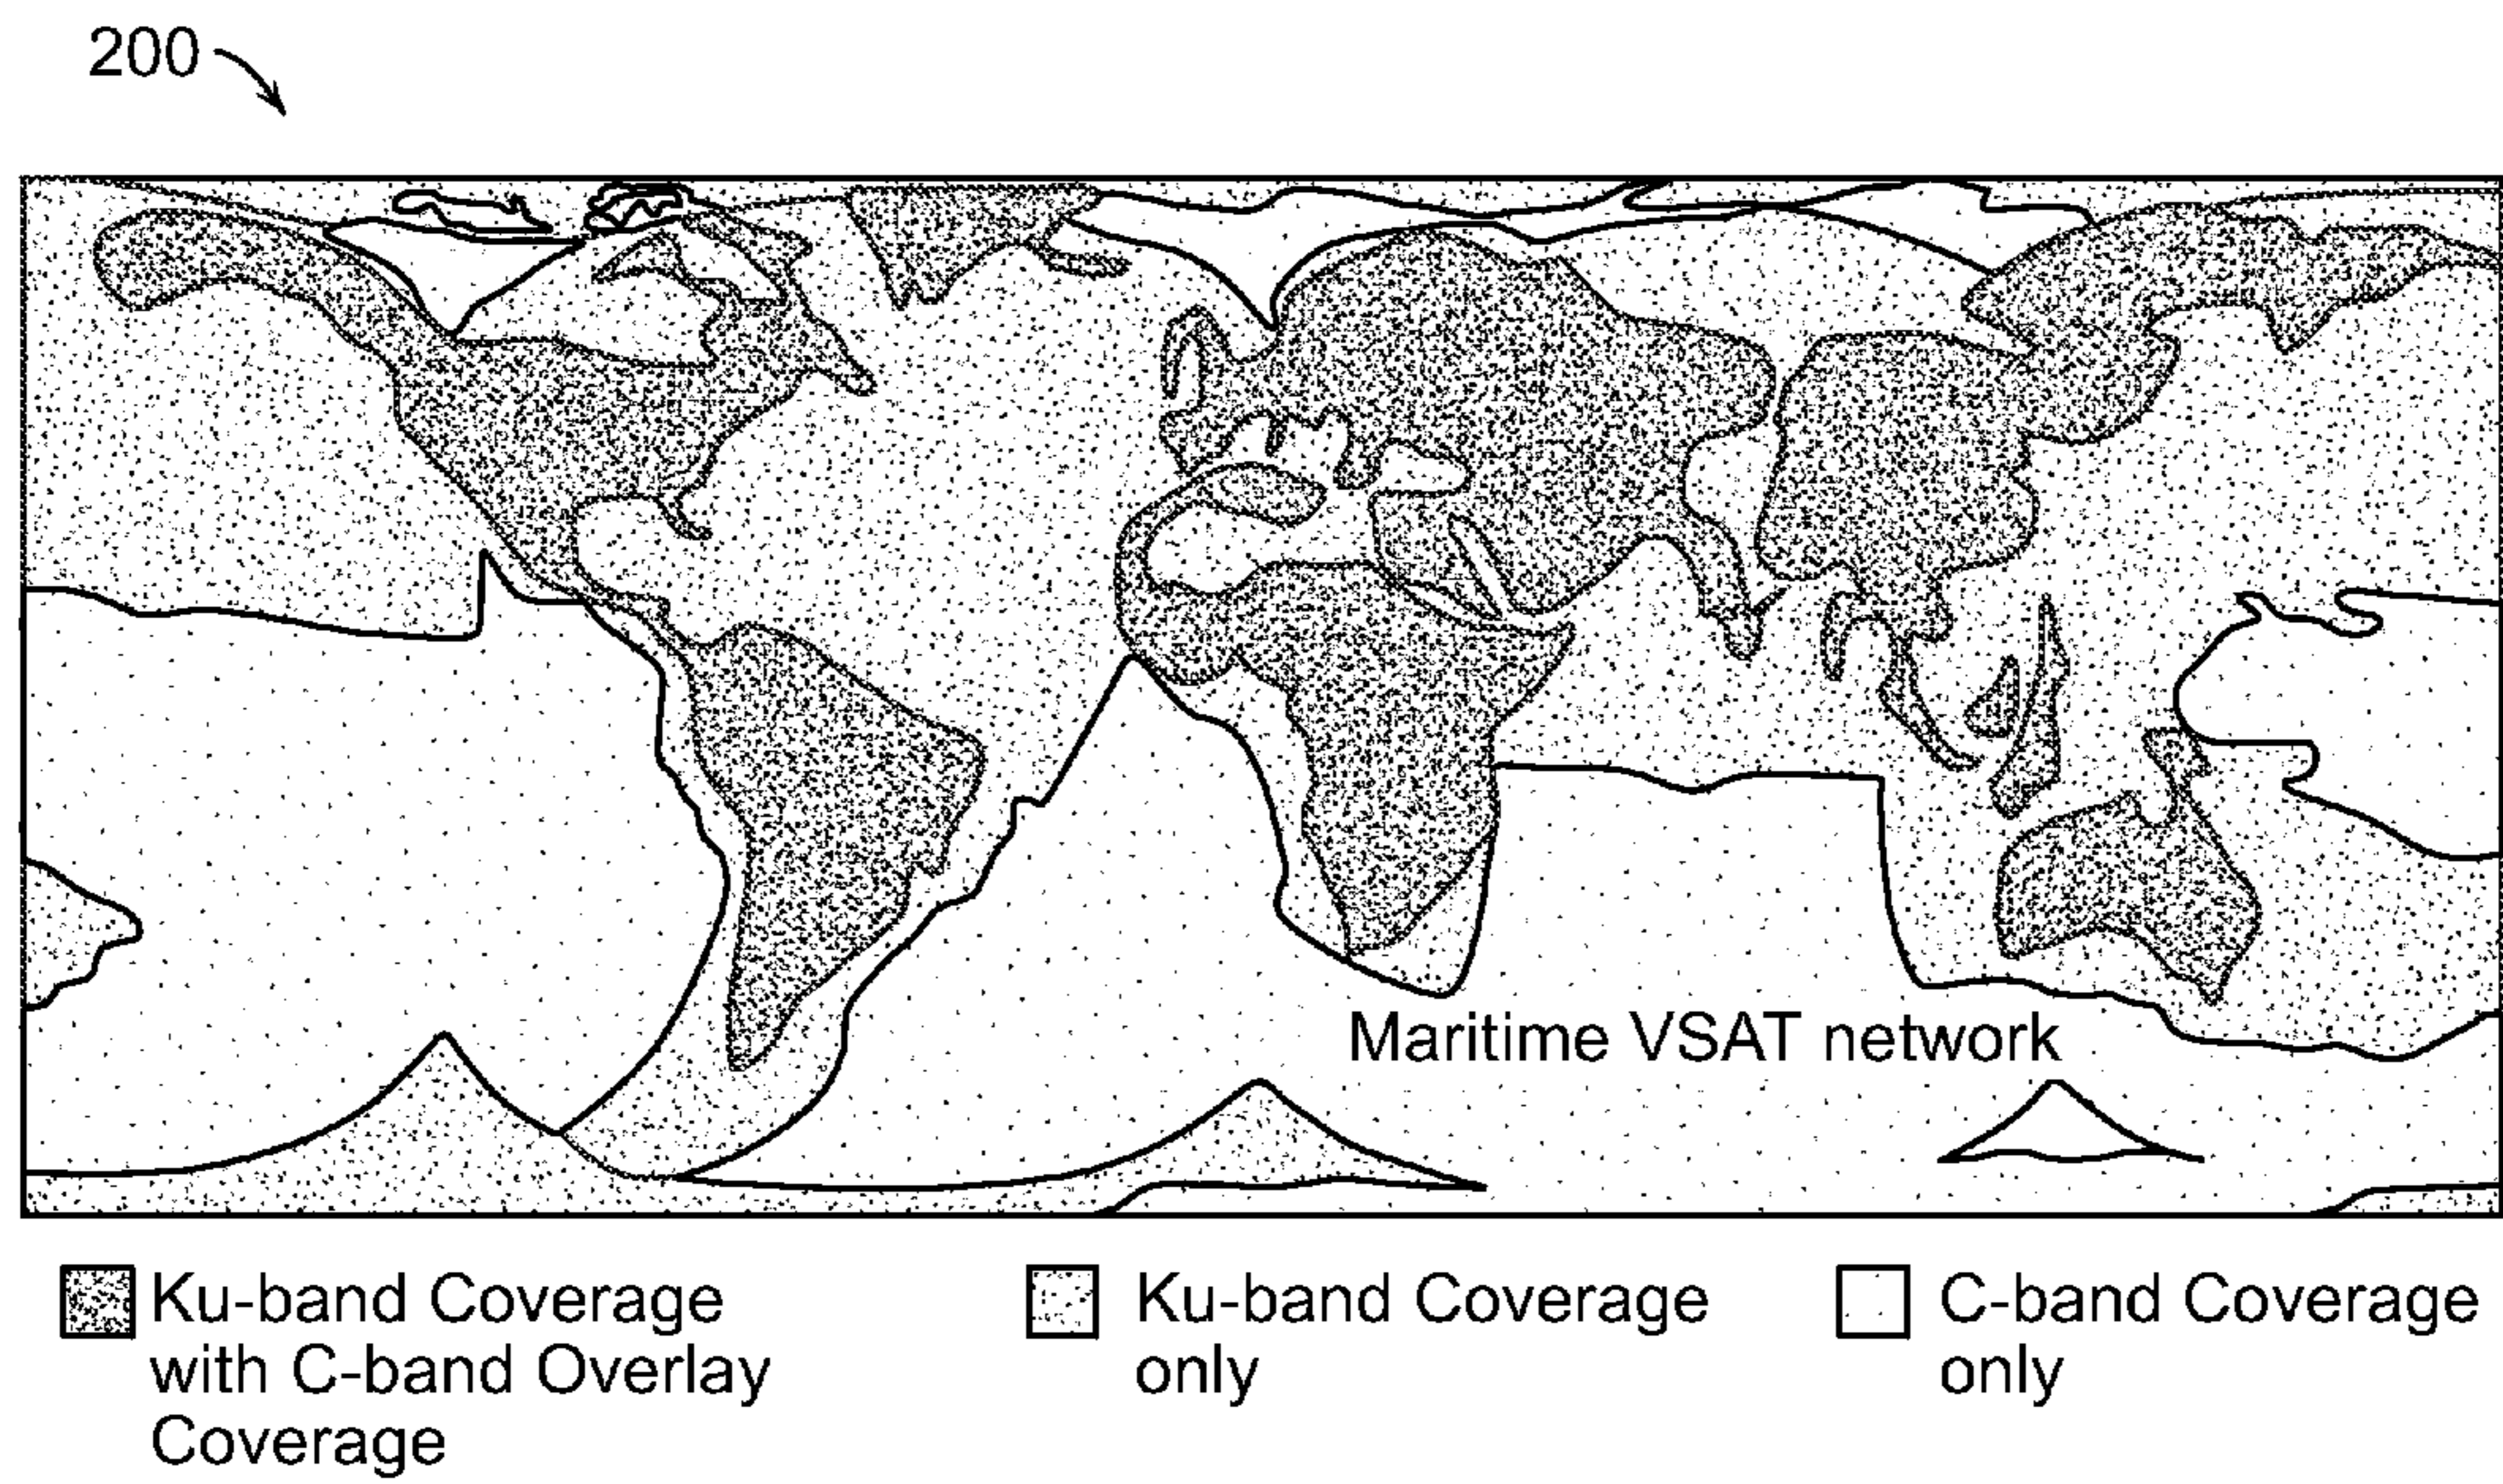 200
Maritime VSAT network
Ku-band Coverage
with C-band Overlay
Coverage
Ku-band Coverage
only
C-band Coverage
only